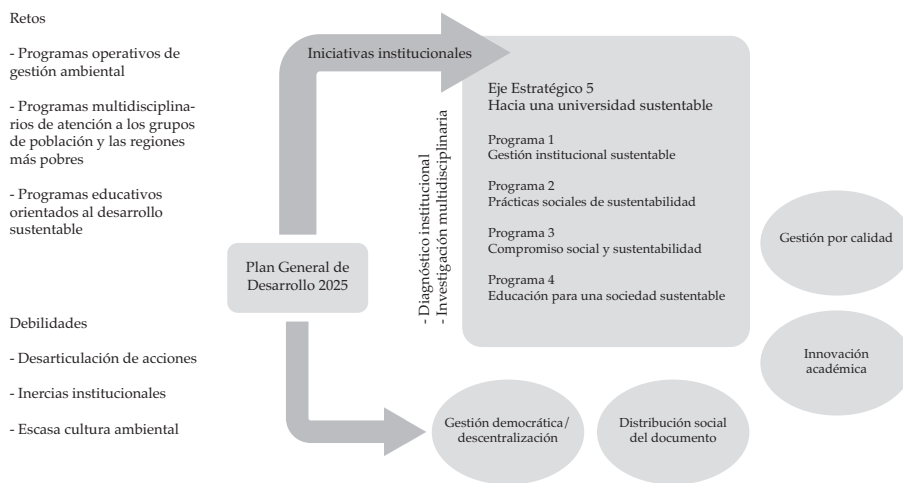 Retos
- Programas operativos de
gestión ambiental
- Programas multidisciplina-
rios de atención a los grupos
de población y las regiones
más pobres
- Programas educativos
orientados al desarrollo
sustentable
Debilidades
- Desarticulación de acciones
- Inercias institucionales
- Escasa cultura ambiental
Plan General de
Desarrollo 2025
Iniciativas institucionales
- Diagnóstico institucional
- Investigación multidisciplinaria
Eje Estratégico 5
Hacia una universidad sustentable
Programa 1
Gestión institucional sustentable
Programa 2
Prácticas sociales de sustentabilidad
Programa 3
Compromiso social y sustentabilidad
Programa 4
Educación para una sociedad sustentable
Gestión por calidad
Innovación
académica
Gestión democrática/
descentralización
Distribución social
del documento